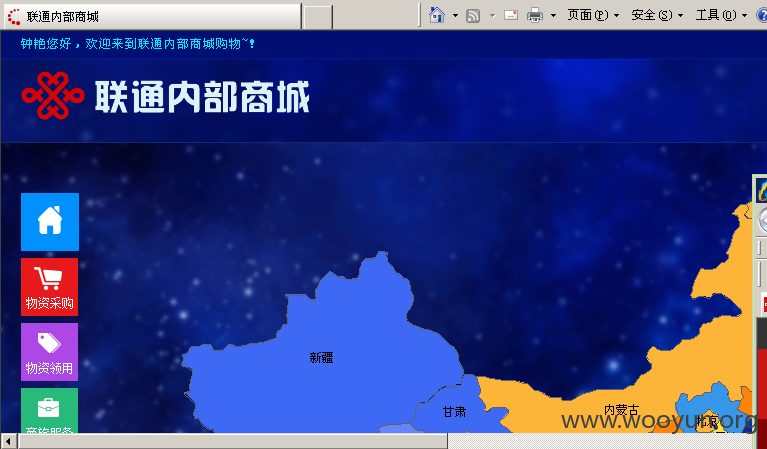 联通内部商城
页面(P)
安全(S)
工具(O)
钟艳您好，欢迎来到联通内部商城购物~!
联通内部商城
物资采购
物资领用
商旅服务
新疆
甘肃
内蒙古
北京
www.wooyun.org